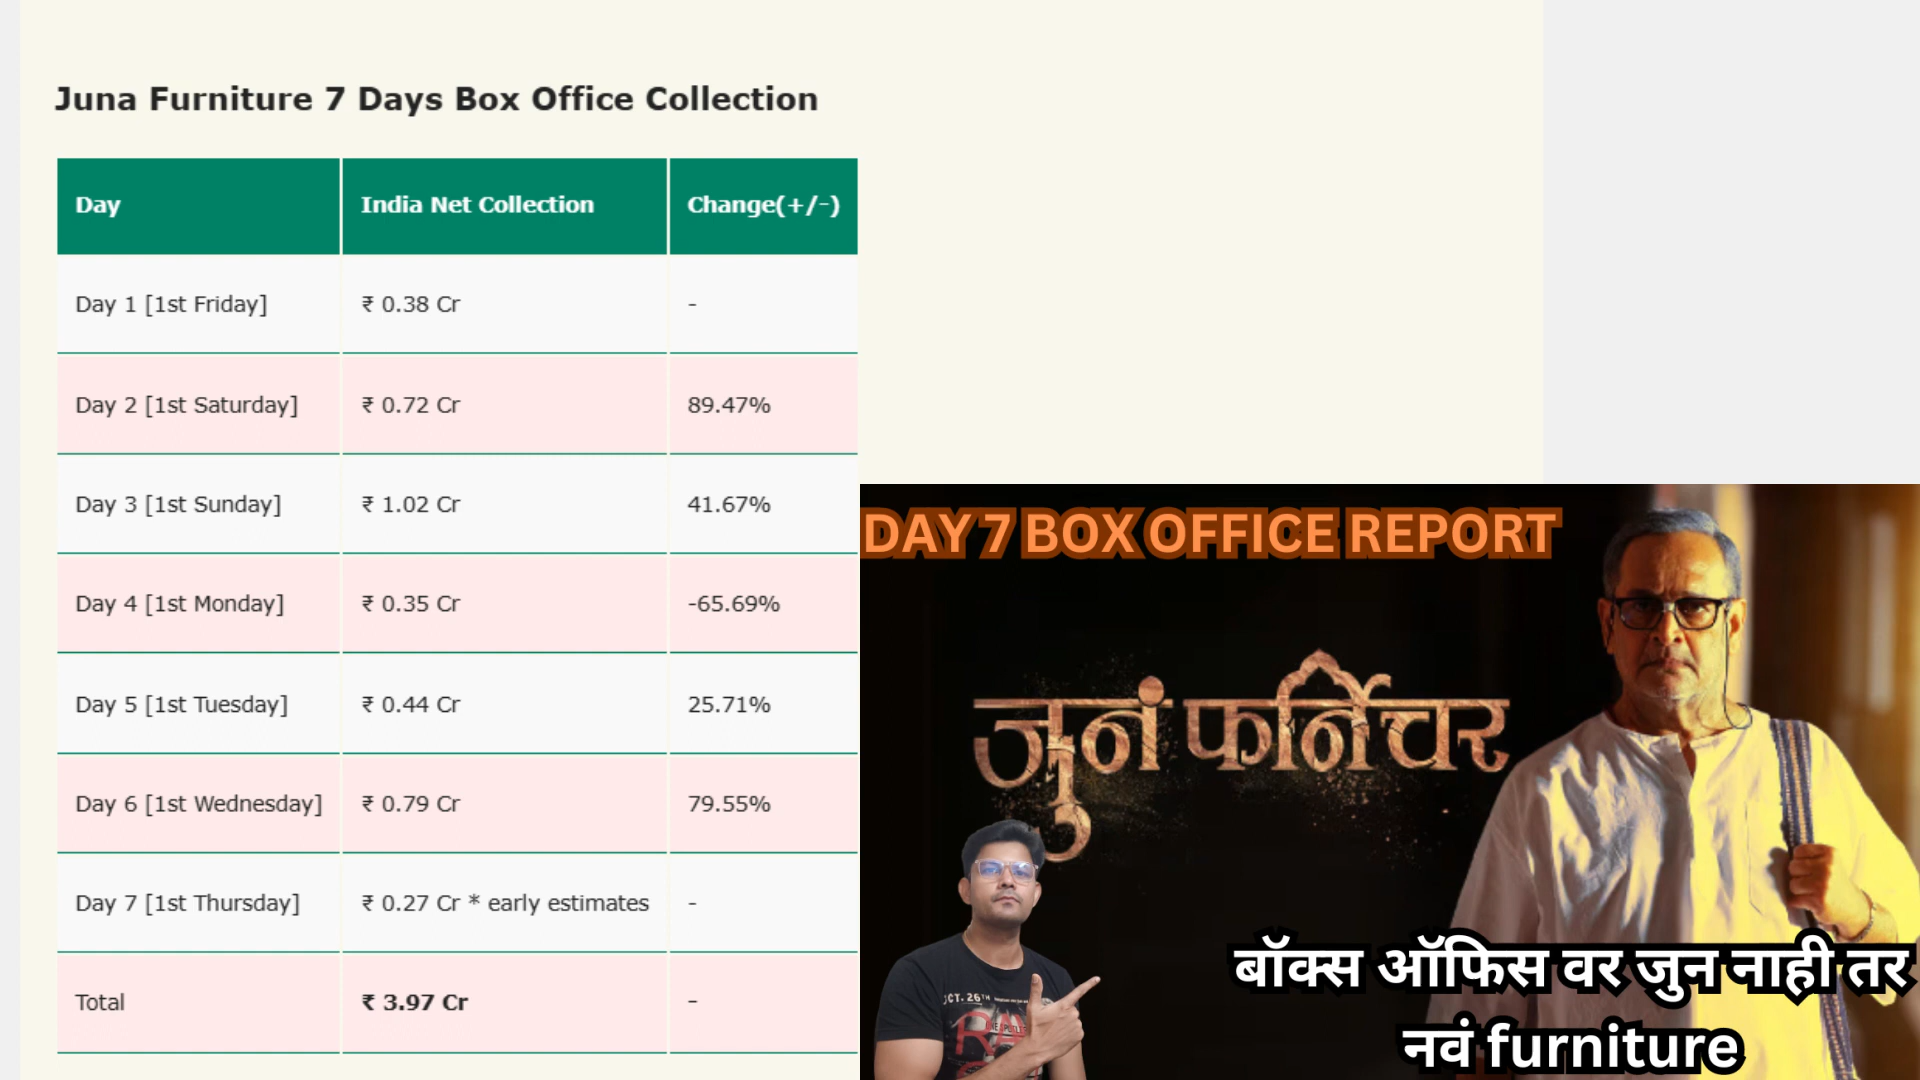 Juna Furniture 7 Days Box Office Collection
Day India Net Collection Change(+/-)
Day 1 [1st Friday] ₹ 0.38 Cr -
Day 2 [1st Saturday] ₹ 0.72 Cr 89.47%
Day 3 [1st Sunday] ₹ 1.02 Cr 41.67%
Day 4 [1st Monday] ₹ 0.35 Cr -65.69%
Day 5 [1st Tuesday] ₹ 0.44 Cr 25.71%
Day 6 [1st Wednesday] ₹ 0.79 Cr 79.55%
Day 7 [1st Thursday] ₹ 0.27 Cr * early estimates -
Total ₹ 3.97 Cr -
DAY 7 BOX OFFICE REPORT
जुनं फर्निचर
OCT. 26TH
बॉक्स ऑफिस वर जुन नाही तर
नवं furniture